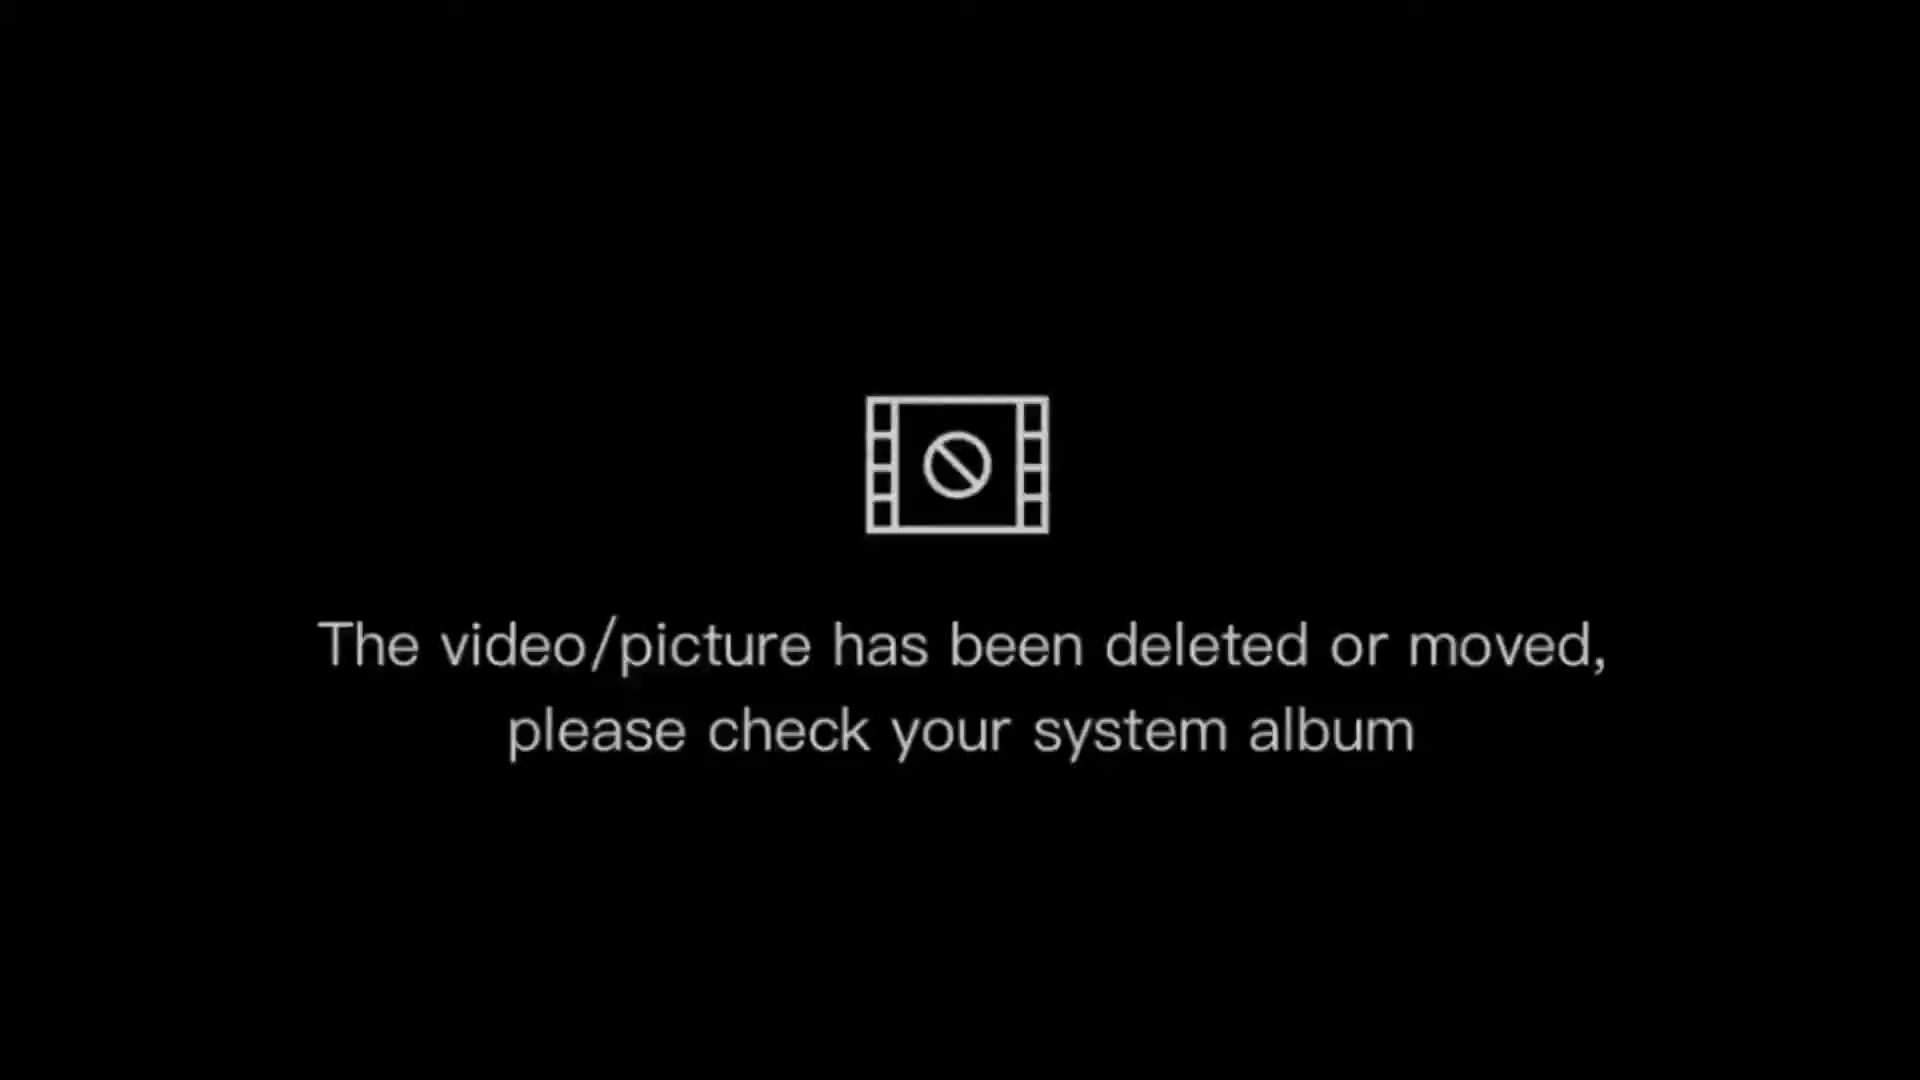 The video/picture has been deleted or moved,
please check your system album